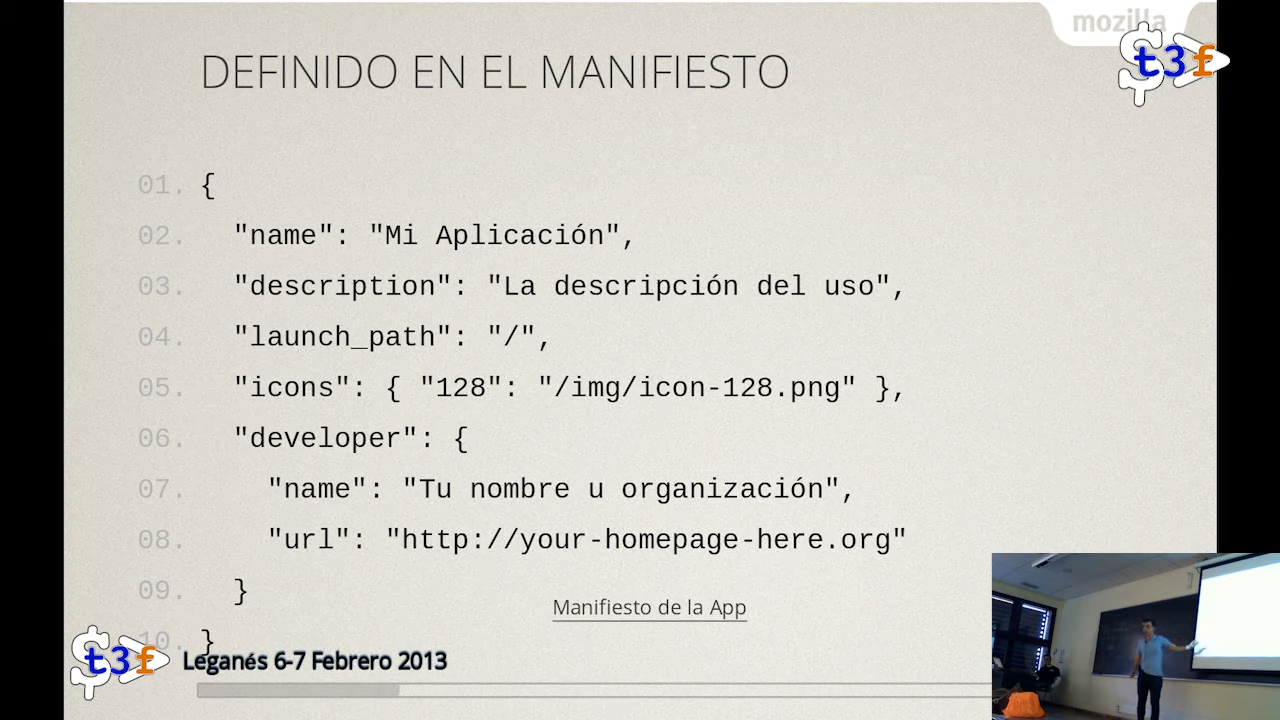 mozilla
$t3f
DEFINIDO EN EL MANIFIESTO
01. {
02. "name": "Mi Aplicación",
03. "description": "La descripción del uso",
04. "launch_path": "/",
05. "icons": { "128": "/img/icon-128.png" },
06. "developer": {
07. "name": "Tu nombre u organización",
08. "url": "http://your-homepage-here.org"
09. }
Manifiesto de la App
10. }
$t3f
Leganés 6-7 Febrero 2013